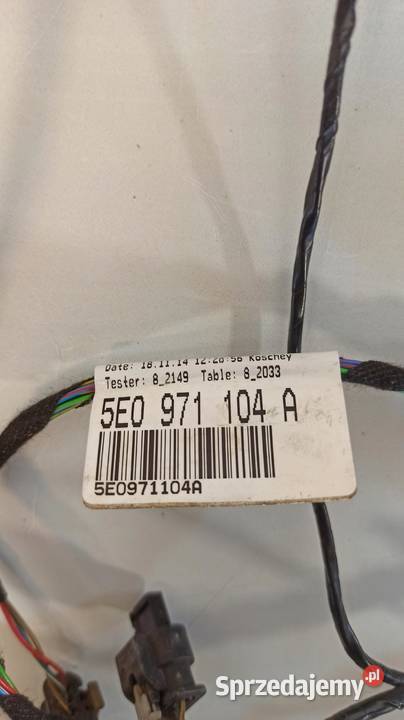 Date: 18.11.14 12:28:56 Koschey
Tester: 8_2149 Table: 8_2033
5E0 971 104 A
5E0971104A
Sprzedajemy.pl